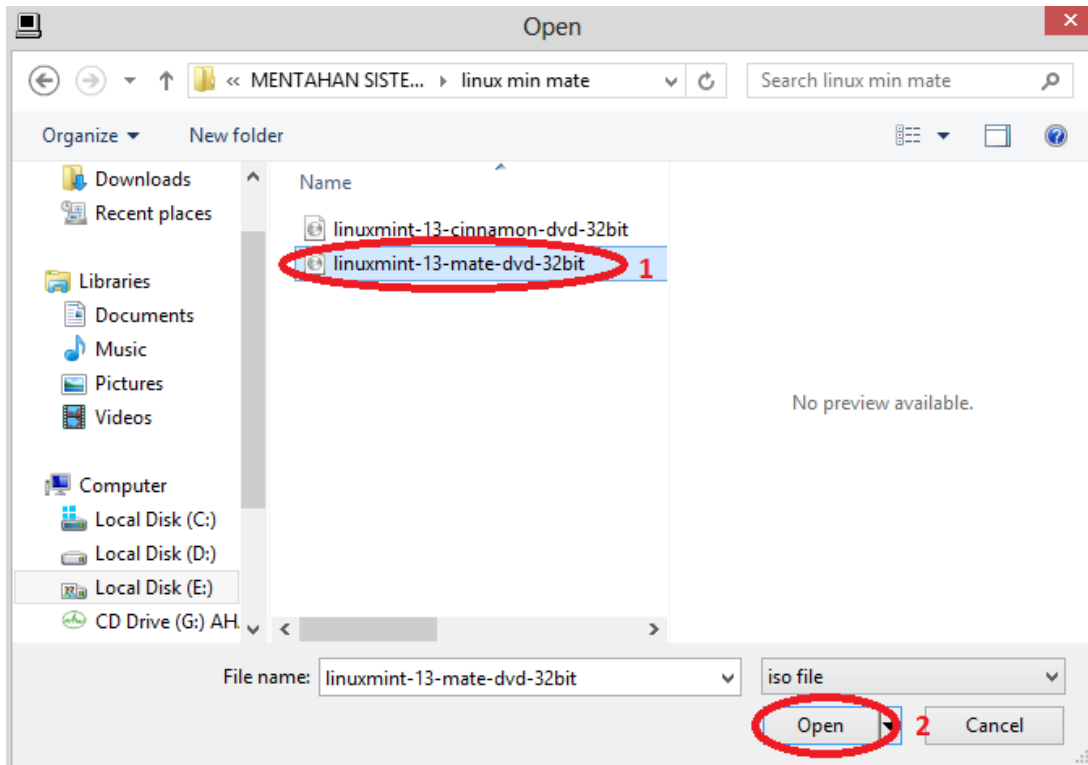 Open
« MENTAHAN SISTE... linux min mate
Search linux min mate
Organize New folder
Downloads
Recent places
Libraries
Documents
Music
Pictures
Videos
Computer
Local Disk (C:)
Local Disk (D:)
Local Disk (E:)
CD Drive (G:) AH.
Name
linuxmint-13-cinnamon-dvd-32bit
linuxmint-13-mate-dvd-32bit 1
No preview available.
File name: linuxmint-13-mate-dvd-32bit iso file
Open 2 Cancel